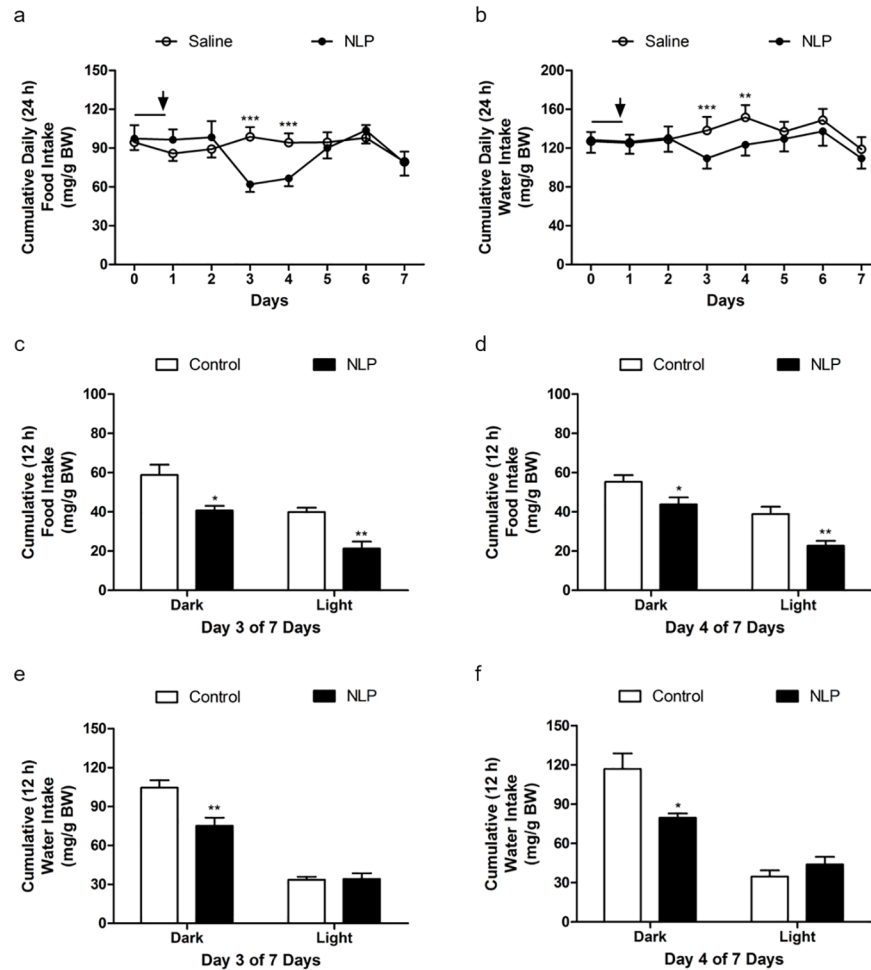 a
Saline
NLP
Cumulative Daily (24 h)
Food Intake
(mg/g BW)
150
120
90
60
30
0
***
***
0 1 2 3 4 5 6 7
Days
b
Saline
NLP
Cumulative Daily (24 h)
Water Intake
(mg/g BW)
200
160
120
80
40
0
***
**
0 1 2 3 4 5 6 7
Days
c
Control
NLP
Cumulative (12 h)
Food Intake
(mg/g BW)
100
80
60
40
20
0
*
**
Dark Light
Day 3 of 7 Days
d
Control
NLP
Cumulative (12 h)
Food Intake
(mg/g BW)
100
80
60
40
20
0
*
**
Dark Light
Day 4 of 7 Days
e
Control
NLP
Cumulative (12 h)
Water Intake
(mg/g BW)
150
120
90
60
30
0
**
Dark Light
Day 3 of 7 Days
f
Control
NLP
Cumulative (12 h)
Water Intake
(mg/g BW)
150
120
90
60
30
0
*
Dark Light
Day 4 of 7 Days